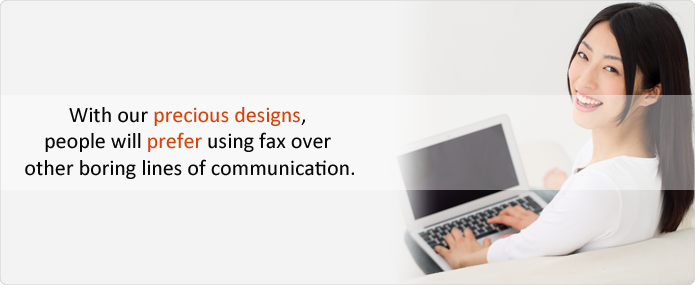 With our precious designs,
people will prefer using fax over
other boring lines of communication.